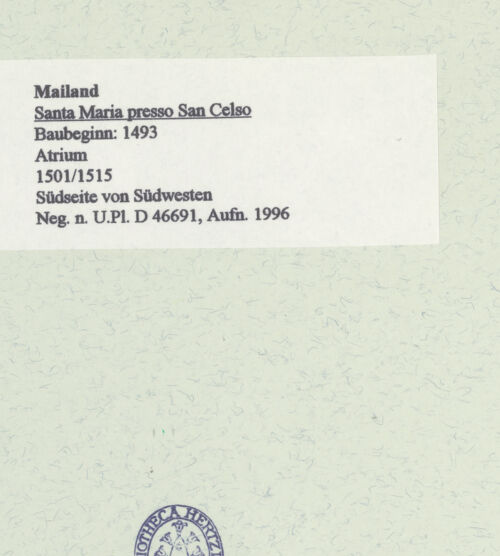 Mailand
Santa Maria presso San Celso
Baubeginn: 1493
Atrium
1501/1515
Südseite von Südwesten
Neg. n. U.Pl. D 46691, Aufn. 1996